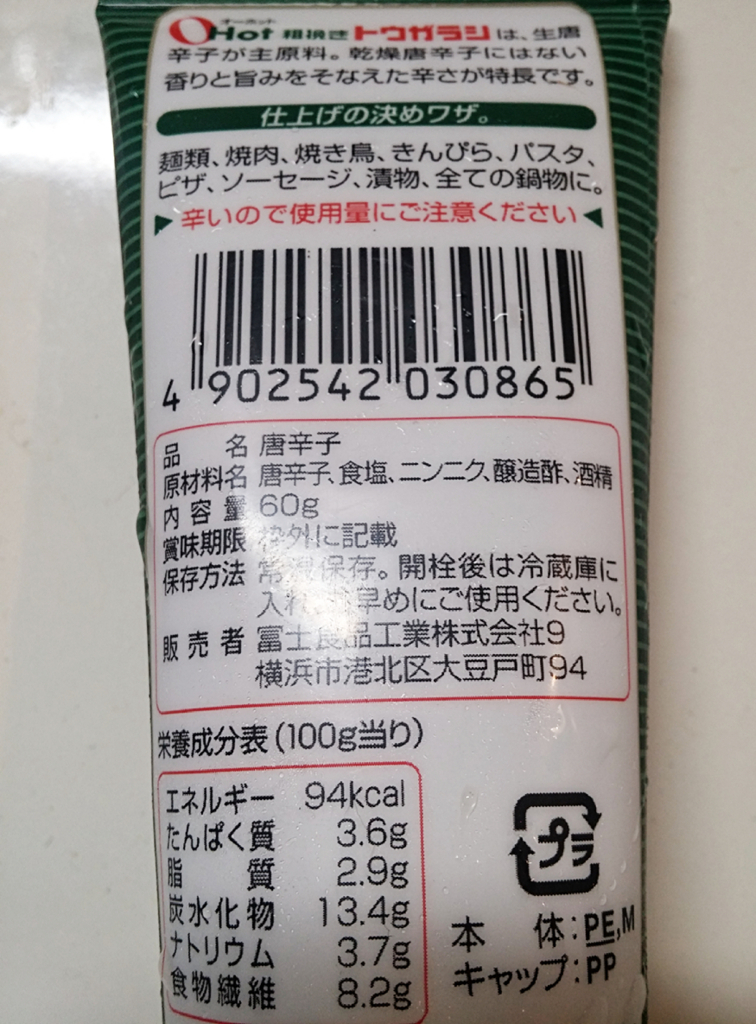 オーホット
OHot 粗挽き トウガラシは、生唐
辛子が主原料。乾燥唐辛子にはない
香りと旨みをそなえた辛さが特長です。
仕上げの決めワザ。
麺類、焼肉、焼き鳥、きんぴら、パスタ、
ピザ、ソーセージ、漬物、全ての鍋物に。
辛いので使用量にご注意ください
4 902542 030865
品名 唐辛子
原材料名 唐辛子、食塩、ニンニク、醸造酢、酒精
内容量 60g
賞味期限 枠外に記載
保存方法 常温保存。開栓後は冷蔵庫に
入れ 早めにご使用ください。
販売者 富士食品工業株式会社9
横浜市港北区大豆戸町94
栄養成分表(100g当り)
エネルギー 94kcal
たんぱく質 3.6g
脂質 2.9g
炭水化物 13.4g
ナトリウム 3.7g
食物繊維 8.2g
プラ
本体:PE,M
キャップ:PP